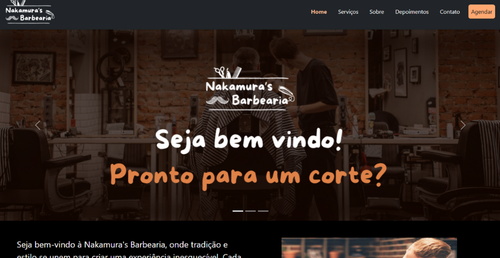 Nakamura's
Barbearia
Home Serviços Sobre Depoimentos Contato Agendar
Nakamura's
Barbearia
Seja bem vindo!
Pronto para um corte?
Seja bem-vindo à Nakamura's Barbearia, onde tradição e
estilo se unem para criar uma experiência inesquecível. Cada